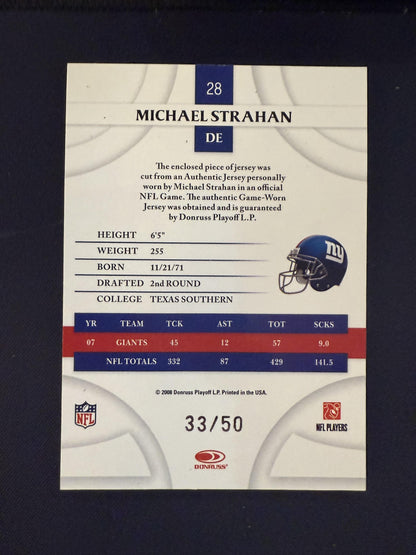 28
MICHAEL STRAHAN
DE
The enclosed piece of jersey was
cut from an Authentic Jersey personally
worn by Michael Strahan in an official
NFL Game. The authentic Game-Worn
Jersey was obtained and is guaranteed
by Donruss Playoff L.P.
HEIGHT 6'5"
WEIGHT 255
BORN 11/21/71
DRAFTED 2nd ROUND
COLLEGE TEXAS SOUTHERN
ny
YR TEAM TCK AST TOT SCKS
07 GIANTS 45 12 57 9.0
NFL TOTALS 332 87 429 141.5
© 2008 Donruss Playoff L.P. Printed in the USA.
NFL
33/50
NFL PLAYERS
DONRUSS